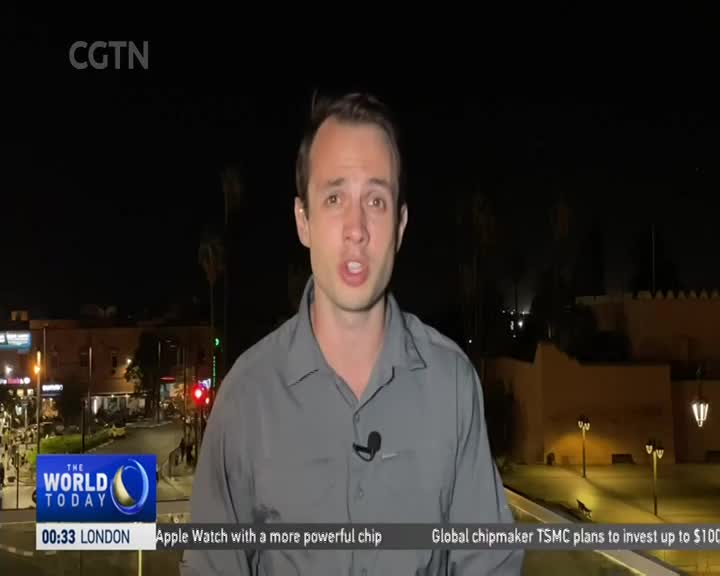 CGTN
THE
WORLD
TODAY
00:33 LONDON
Apple Watch with a more powerful chip Global chipmaker TSMC plans to invest up to $100